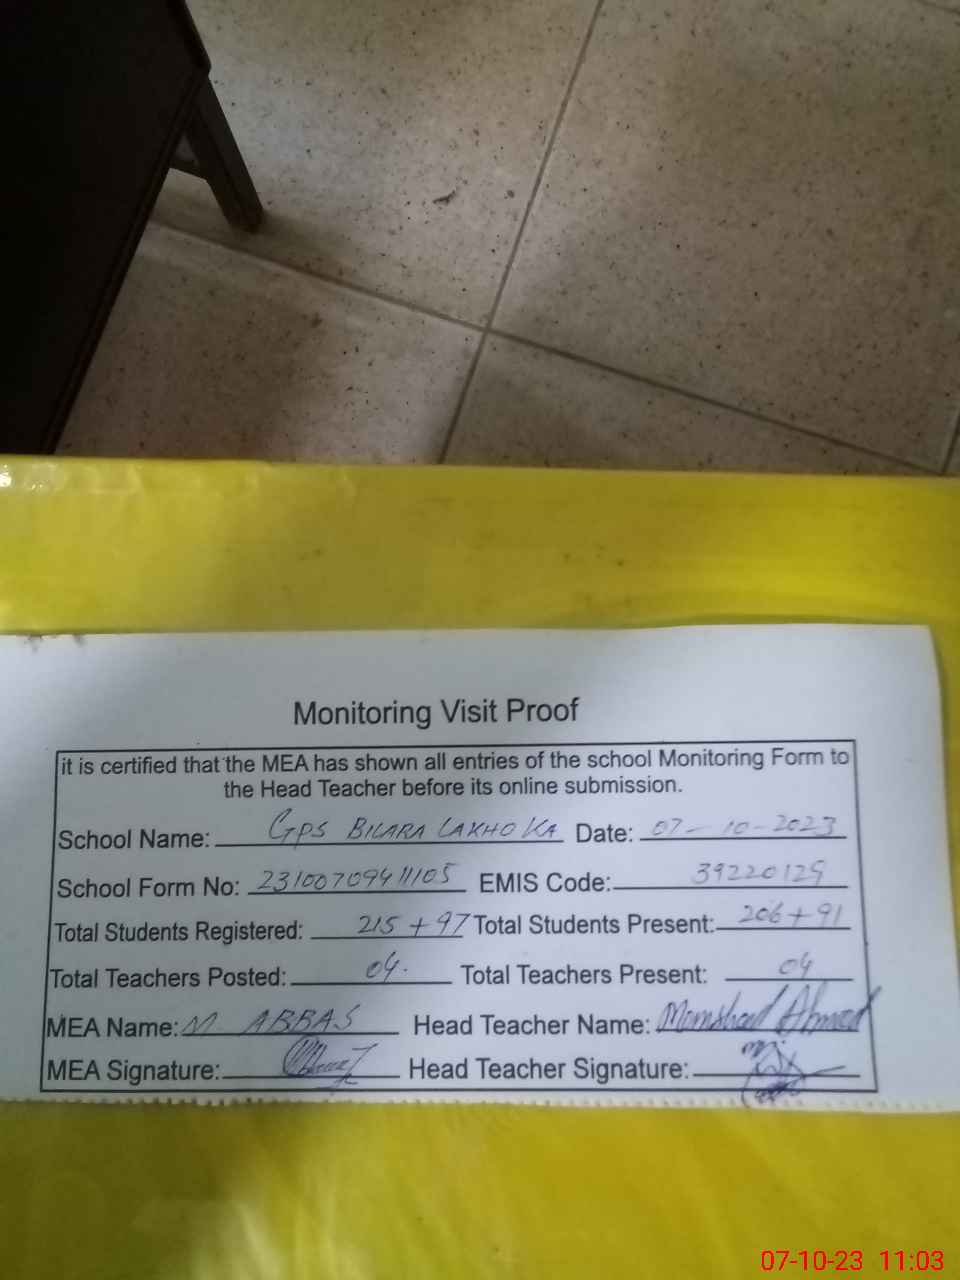 Monitoring Visit Proof
it is certified that the MEA has shown all entries of the school Monitoring Form to
the Head Teacher before its online submission.
School Name: GPS BILARA LAKHO KA Date: 07-10-2023
School Form No: 23100709411105 EMIS Code: 39220129
Total Students Registered: 215 + 97 Total Students Present: 206 + 91
Total Teachers Posted: 04. Total Teachers Present: 04
MEA Name: M. ABBAS Head Teacher Name: Ahmed
MEA Signature: Head Teacher Signature:
07-10-23 11:03